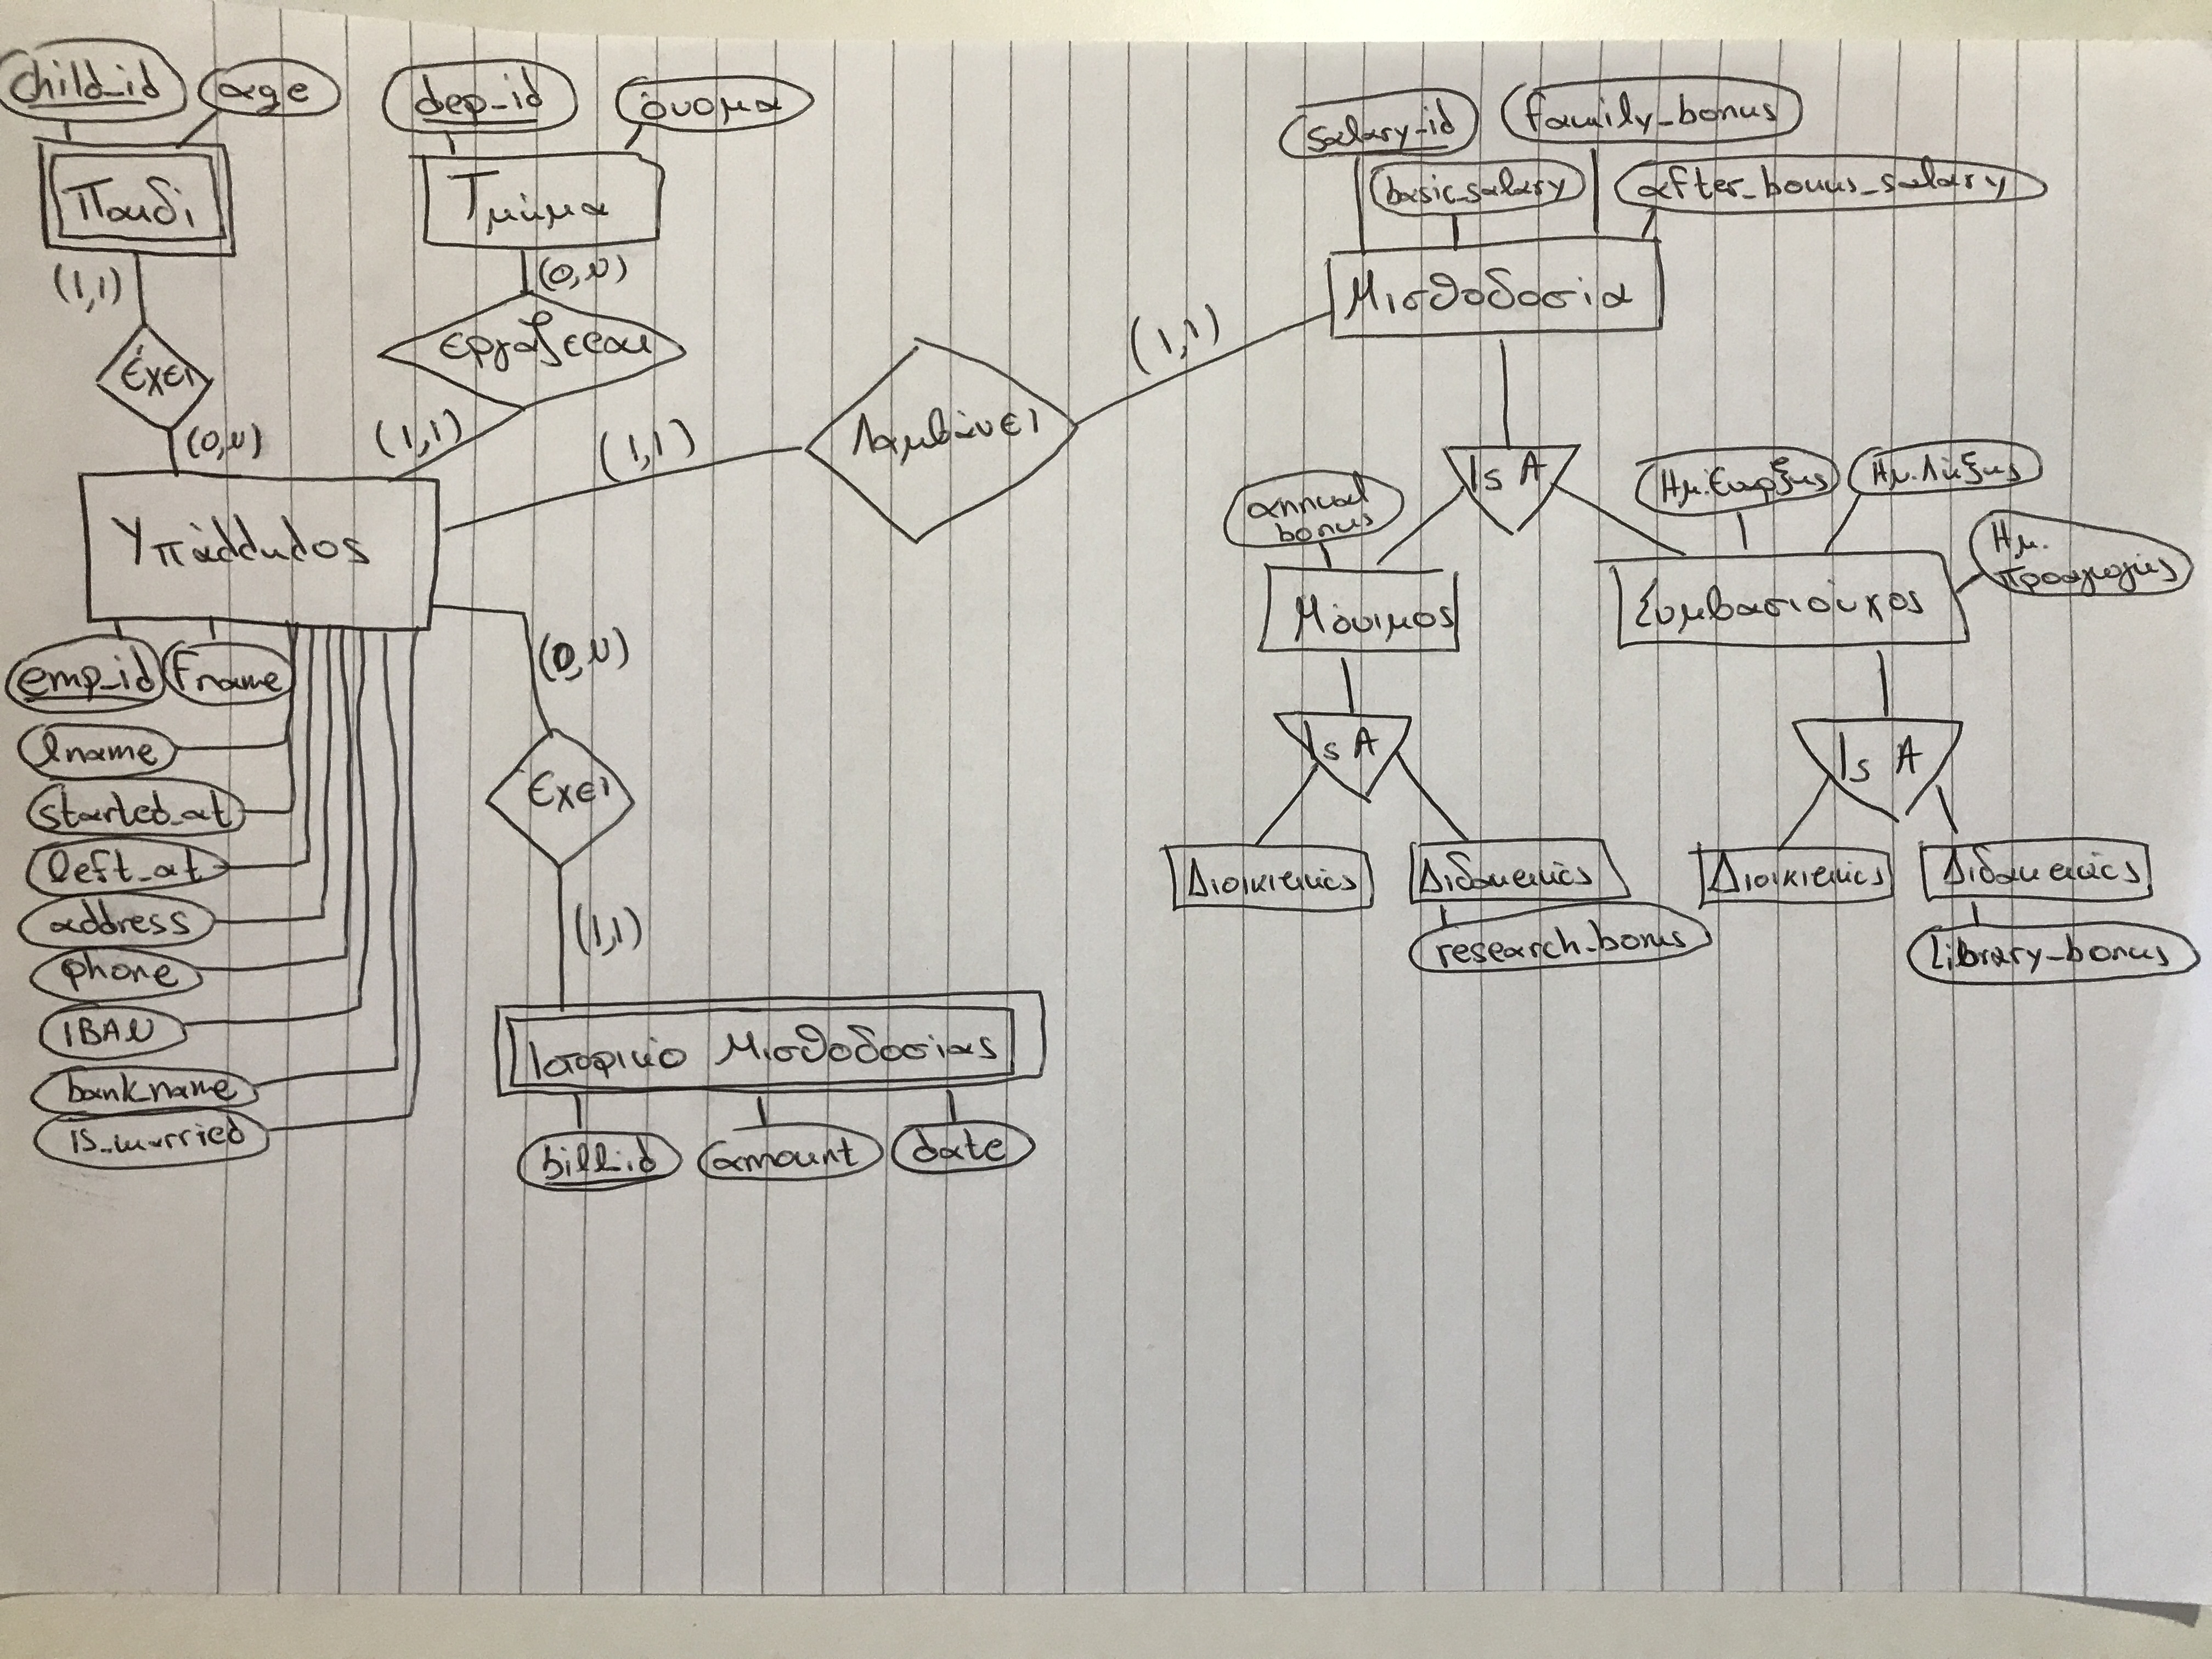 child_id
age
dep_id
όνομα
salary_id
family_bonus
basic_salary
after_bonus_salary
Παιδί
Τμήμα
Μισθοδοσία
(1,1)
(0,N)
(1,1)
έχει
εργάζεται
Λαμβάνει
(0,N)
(1,1)
(1,1)
Is A
annual
bonus
Ημ. Έναρξης
Ημ. Λήξης
Ημ.
προαγωγής
Υπάλληλος
Μόνιμος
Συμβασιούχος
(0,N)
emp_id
fname
lname
started_at
left_at
address
phone
IBAN
bank_name
is_married
Έχει
(1,1)
Is A
Is A
Διοικιτικός
Διδακτικός
Διοικιτικός
Διδακτικός
research_bonus
library_bonus
Ιστορικό Μισθοδοσίας
bill_id
amount
date